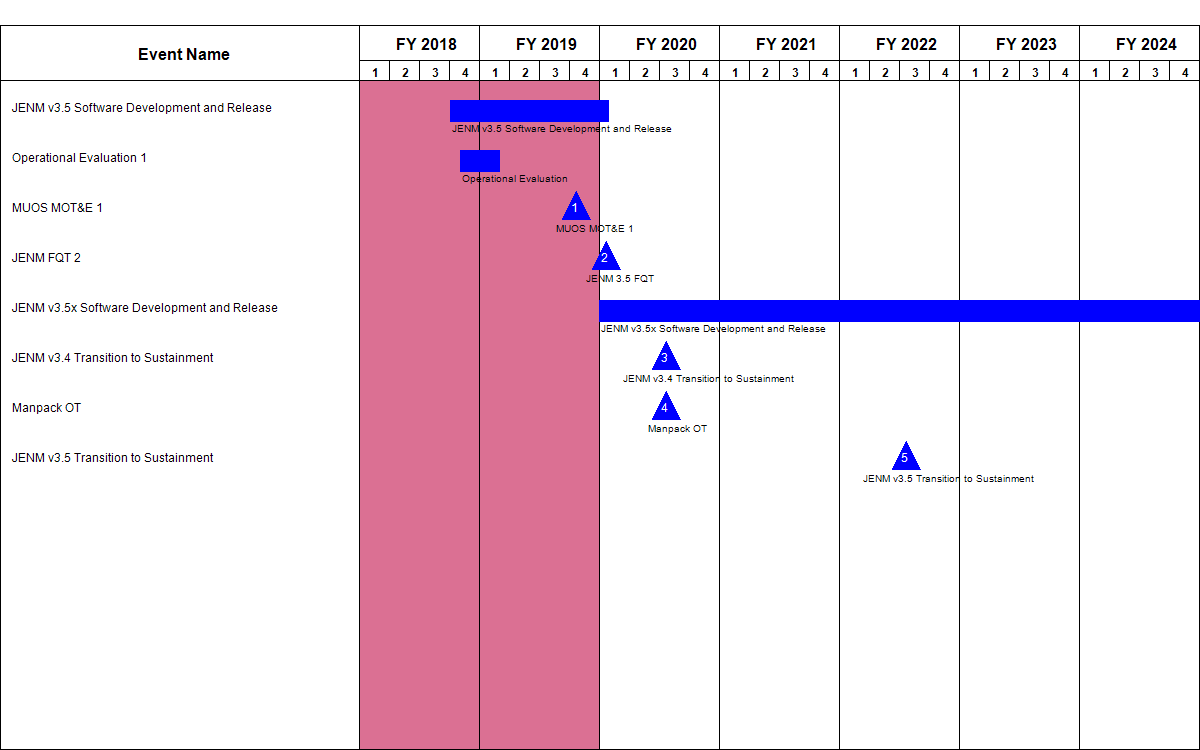 Event Name
FY 2018 FY 2019 FY 2020 FY 2021 FY 2022 FY 2023 FY 2024
1 2 3 4 1 2 3 4 1 2 3 4 1 2 3 4 1 2 3 4 1 2 3 4 1 2 3 4
JENM v3.5 Software Development and Release
JENM v3.5 Software Development and Release
Operational Evaluation 1
Operational Evaluation
MUOS MOT&E 1
1
MUOS MOT&E 1
JENM FQT 2
2
JENM 3.5 FQT
JENM v3.5x Software Development and Release
JENM v3.5x Software Development and Release
JENM v3.4 Transition to Sustainment
3
JENM v3.4 Transition to Sustainment
Manpack OT
4
Manpack OT
JENM v3.5 Transition to Sustainment
5
JENM v3.5 Transition to Sustainment